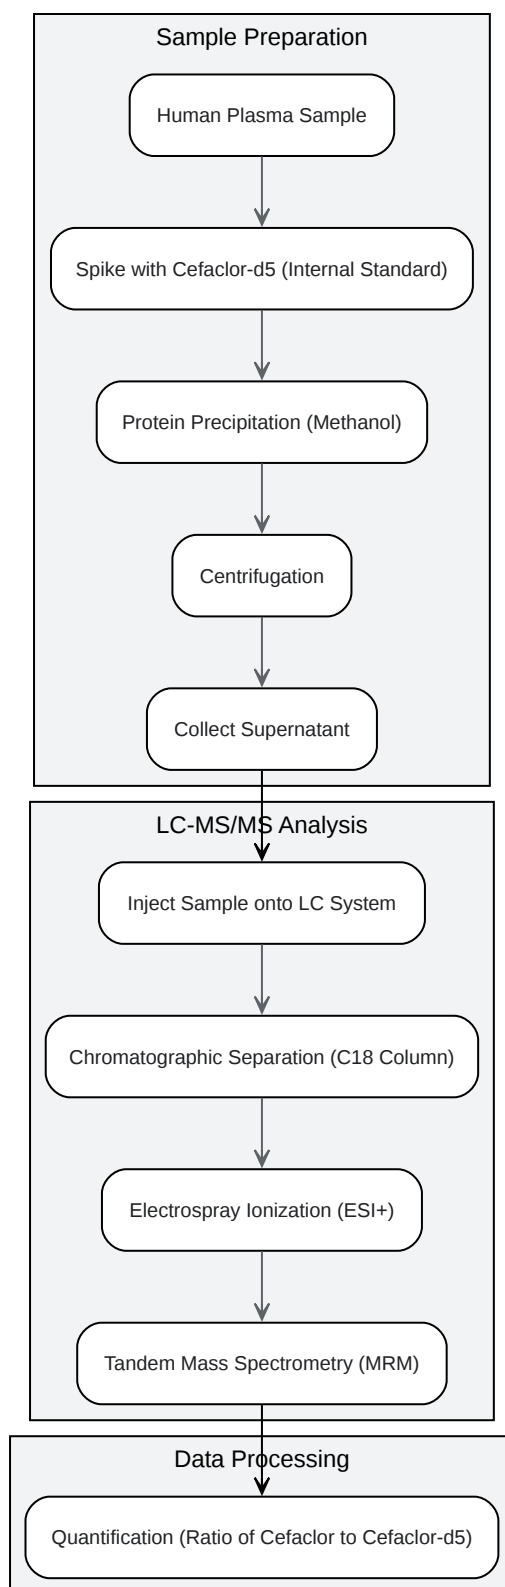 Sample Preparation
Human Plasma Sample
Spike with Cefaclor-d5 (Internal Standard)
Protein Precipitation (Methanol)
Centrifugation
Collect Supernatant
LC-MS/MS Analysis
Inject Sample onto LC System
Chromatographic Separation (C18 Column)
Electrospray Ionization (ESI+)
Tandem Mass Spectrometry (MRM)
Data Processing
Quantification (Ratio of Cefaclor to Cefaclor-d5)